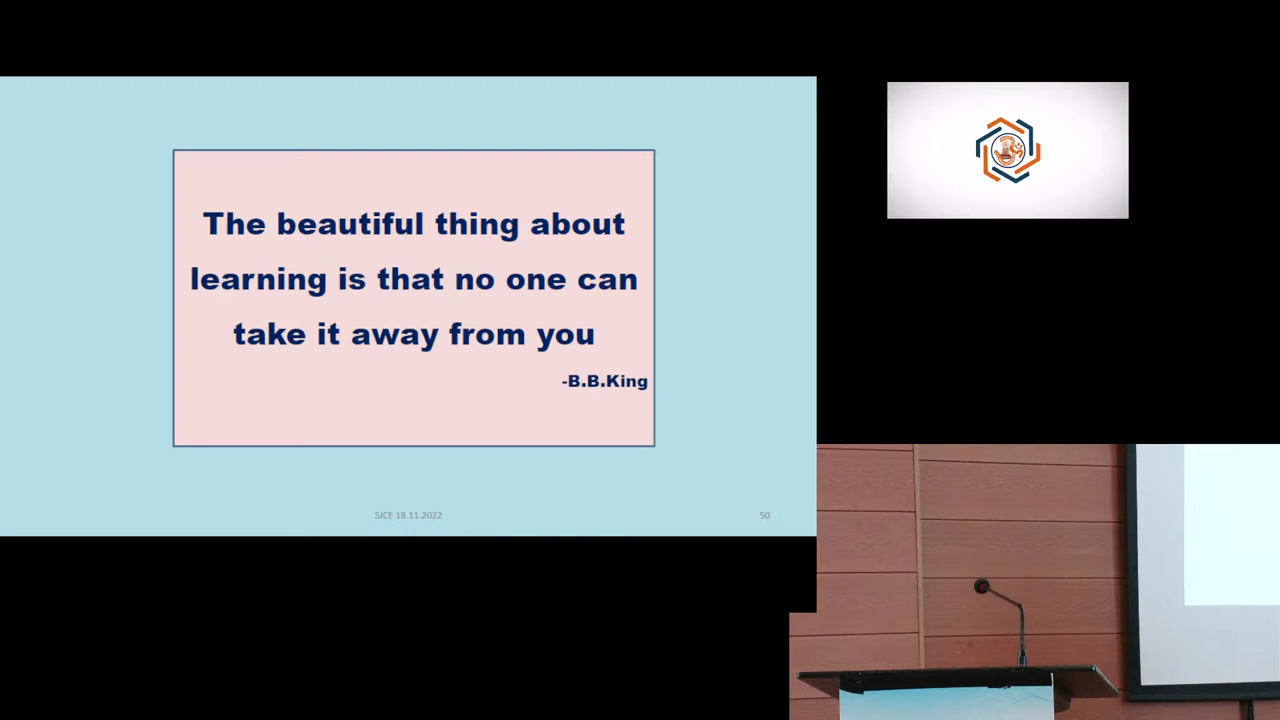 The beautiful thing about
learning is that no one can
take it away from you
-B.B.King
SJCE 18.11.2022
50